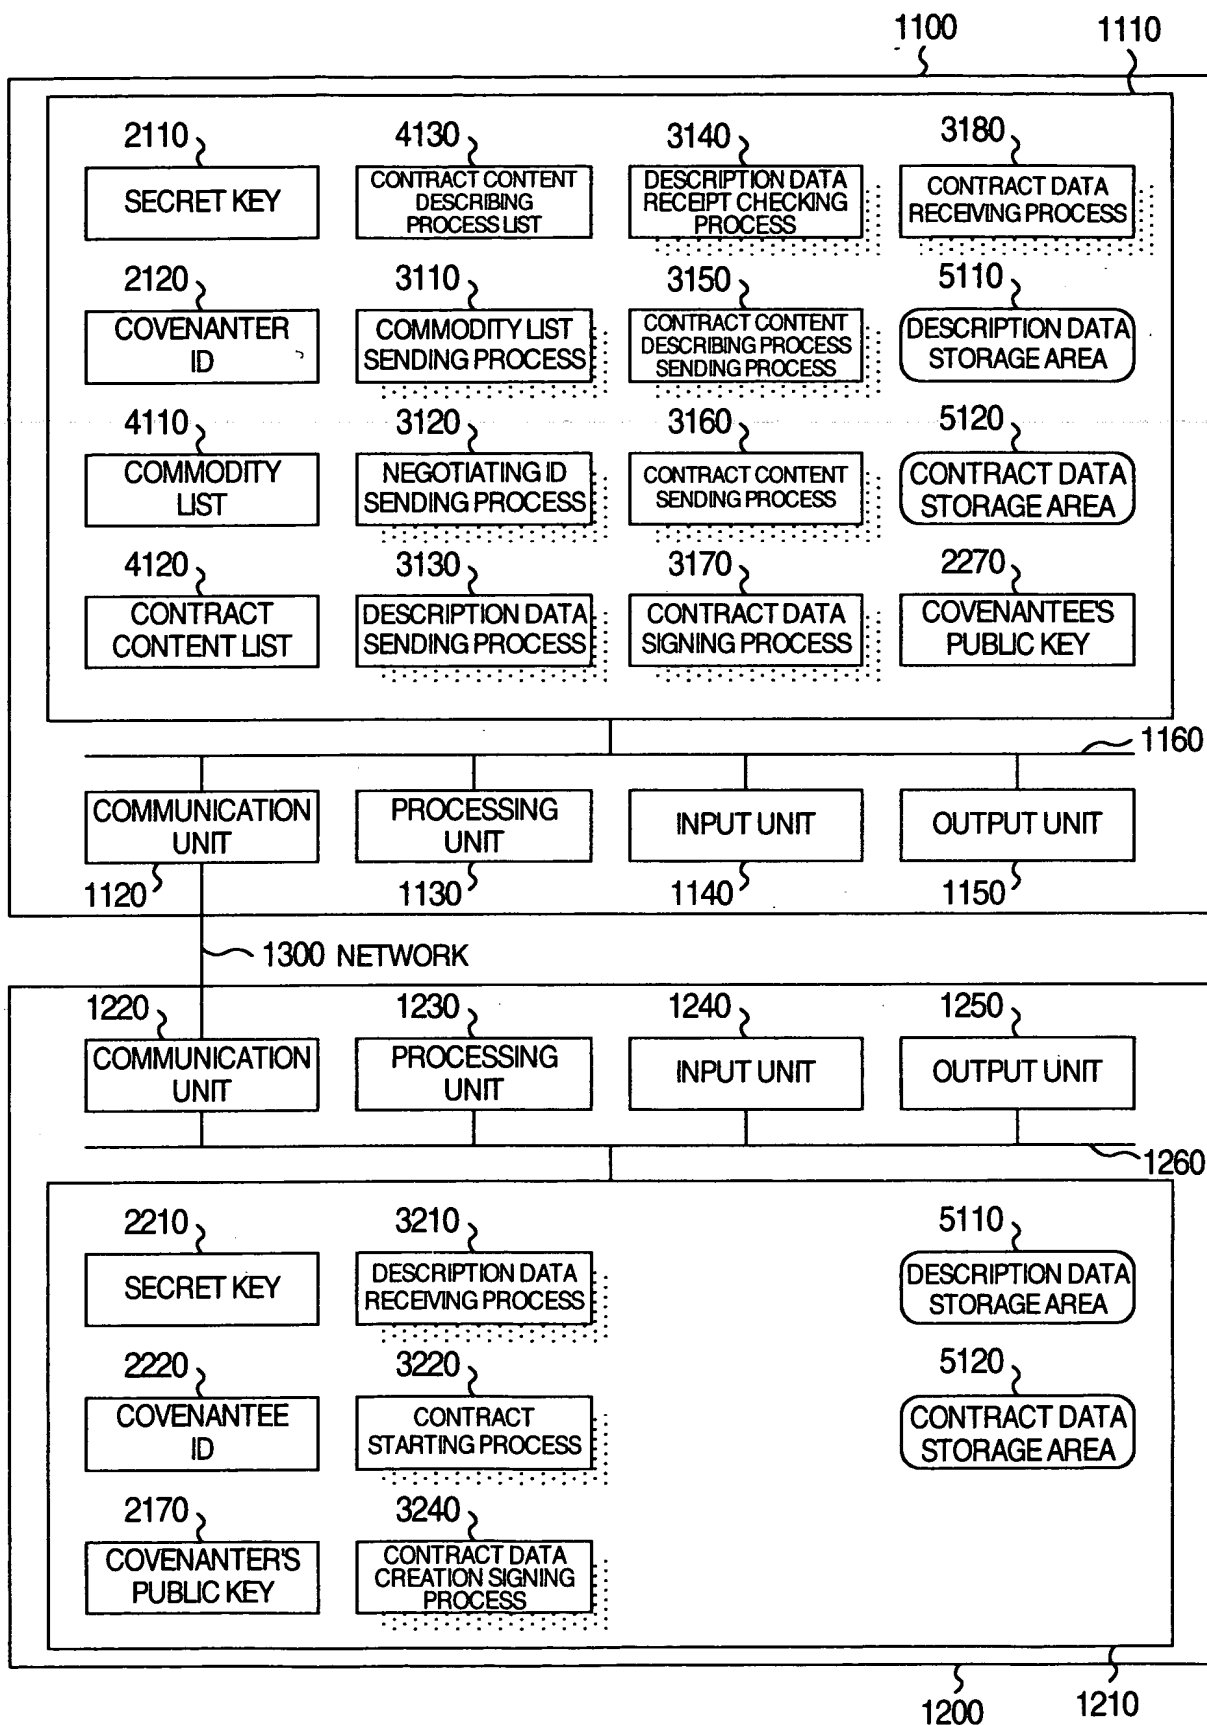 1100
1110
2110
4130
3140
3180
SECRET KEY
CONTRACT CONTENT
DESCRIBING
PROCESS LIST
DESCRIPTION DATA
RECEIPT CHECKING
PROCESS
CONTRACT DATA
RECEIVING PROCESS
2120
3110
3150
5110
COVENANTER
ID
COMMODITY LIST
SENDING PROCESS
CONTRACT CONTENT
DESCRIBING PROCESS
SENDING PROCESS
DESCRIPTION DATA
STORAGE AREA
4110
3120
3160
5120
COMMODITY
LIST
NEGOTIATING ID
SENDING PROCESS
CONTRACT CONTENT
SENDING PROCESS
CONTRACT DATA
STORAGE AREA
4120
3130
3170
2270
CONTRACT
CONTENT LIST
DESCRIPTION DATA
SENDING PROCESS
CONTRACT DATA
SIGNING PROCESS
COVENANTEE'S
PUBLIC KEY
1160
COMMUNICATION
UNIT
PROCESSING
UNIT
INPUT UNIT
OUTPUT UNIT
1120
1130
1140
1150
1300 NETWORK
1220
1230
1240
1250
COMMUNICATION
UNIT
PROCESSING
UNIT
INPUT UNIT
OUTPUT UNIT
1260
2210
3210
5110
SECRET KEY
DESCRIPTION DATA
RECEIVING PROCESS
DESCRIPTION DATA
STORAGE AREA
2220
3220
5120
COVENANTEE
ID
CONTRACT
STARTING PROCESS
CONTRACT DATA
STORAGE AREA
2170
3240
COVENANTER'S
PUBLIC KEY
CONTRACT DATA
CREATION SIGNING
PROCESS
1200
1210